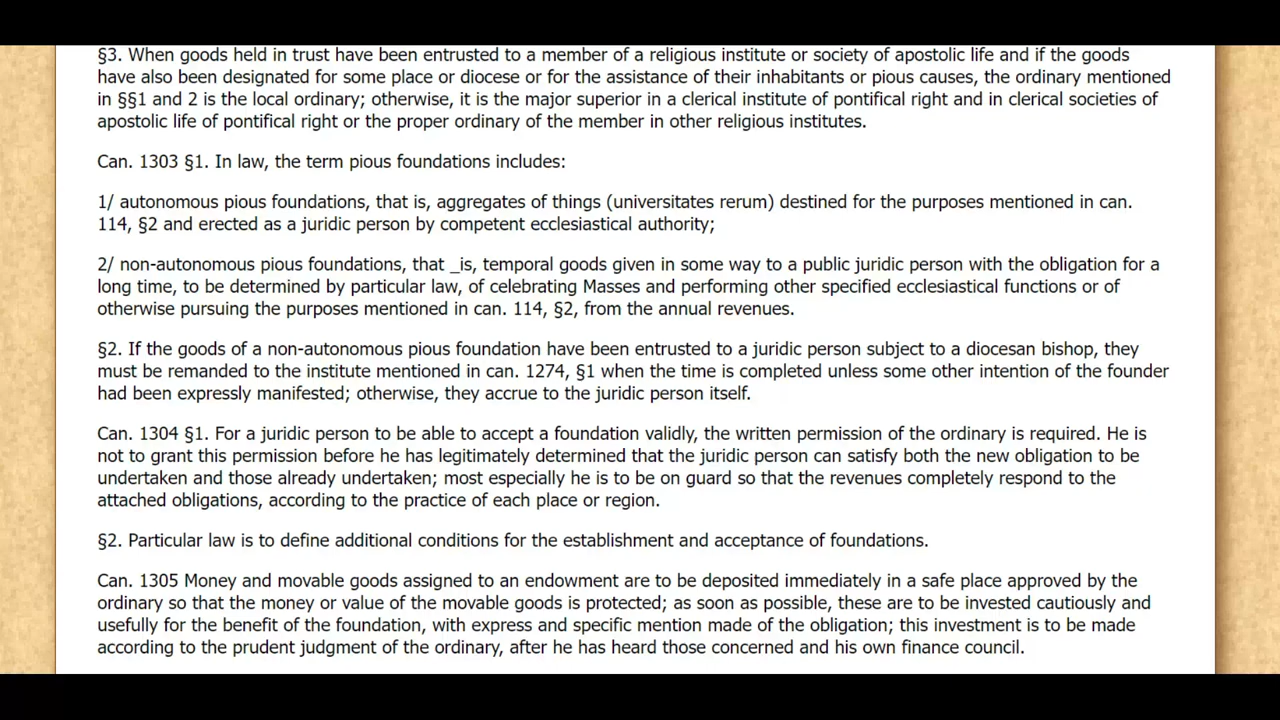 §3. When goods held in trust have been entrusted to a member of a religious institute or society of apostolic life and if the goods
have also been designated for some place or diocese or for the assistance of their inhabitants or pious causes, the ordinary mentioned
in §§1 and 2 is the local ordinary; otherwise, it is the major superior in a clerical institute of pontifical right and in clerical societies of
apostolic life of pontifical right or the proper ordinary of the member in other religious institutes.
Can. 1303 §1. In law, the term pious foundations includes:
1/ autonomous pious foundations, that is, aggregates of things (universitates rerum) destined for the purposes mentioned in can.
114, §2 and erected as a juridic person by competent ecclesiastical authority;
2/ non-autonomous pious foundations, that _is, temporal goods given in some way to a public juridic person with the obligation for a
long time, to be determined by particular law, of celebrating Masses and performing other specified ecclesiastical functions or of
otherwise pursuing the purposes mentioned in can. 114, §2, from the annual revenues.
§2. If the goods of a non-autonomous pious foundation have been entrusted to a juridic person subject to a diocesan bishop, they
must be remanded to the institute mentioned in can. 1274, §1 when the time is completed unless some other intention of the founder
had been expressly manifested; otherwise, they accrue to the juridic person itself.
Can. 1304 §1. For a juridic person to be able to accept a foundation validly, the written permission of the ordinary is required. He is
not to grant this permission before he has legitimately determined that the juridic person can satisfy both the new obligation to be
undertaken and those already undertaken; most especially he is to be on guard so that the revenues completely respond to the
attached obligations, according to the practice of each place or region.
§2. Particular law is to define additional conditions for the establishment and acceptance of foundations.
Can. 1305 Money and movable goods assigned to an endowment are to be deposited immediately in a safe place approved by the
ordinary so that the money or value of the movable goods is protected; as soon as possible, these are to be invested cautiously and
usefully for the benefit of the foundation, with express and specific mention made of the obligation; this investment is to be made
according to the prudent judgment of the ordinary, after he has heard those concerned and his own finance council.